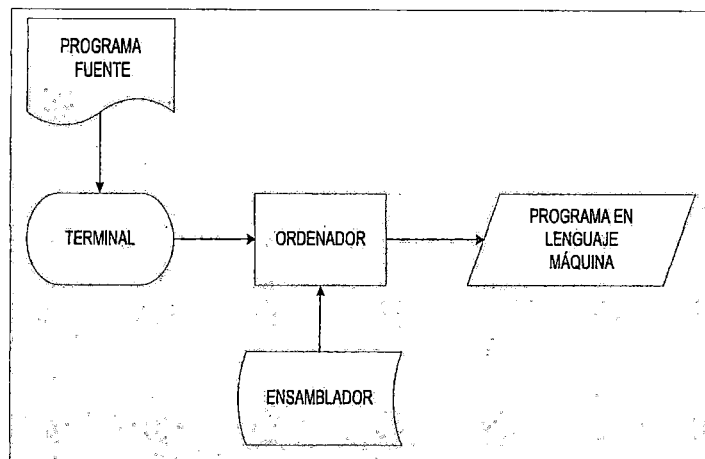 PROGRAMA
FUENTE
TERMINAL
ORDENADOR
PROGRAMA EN
LENGUAJE
MÁQUINA
ENSAMBLADOR